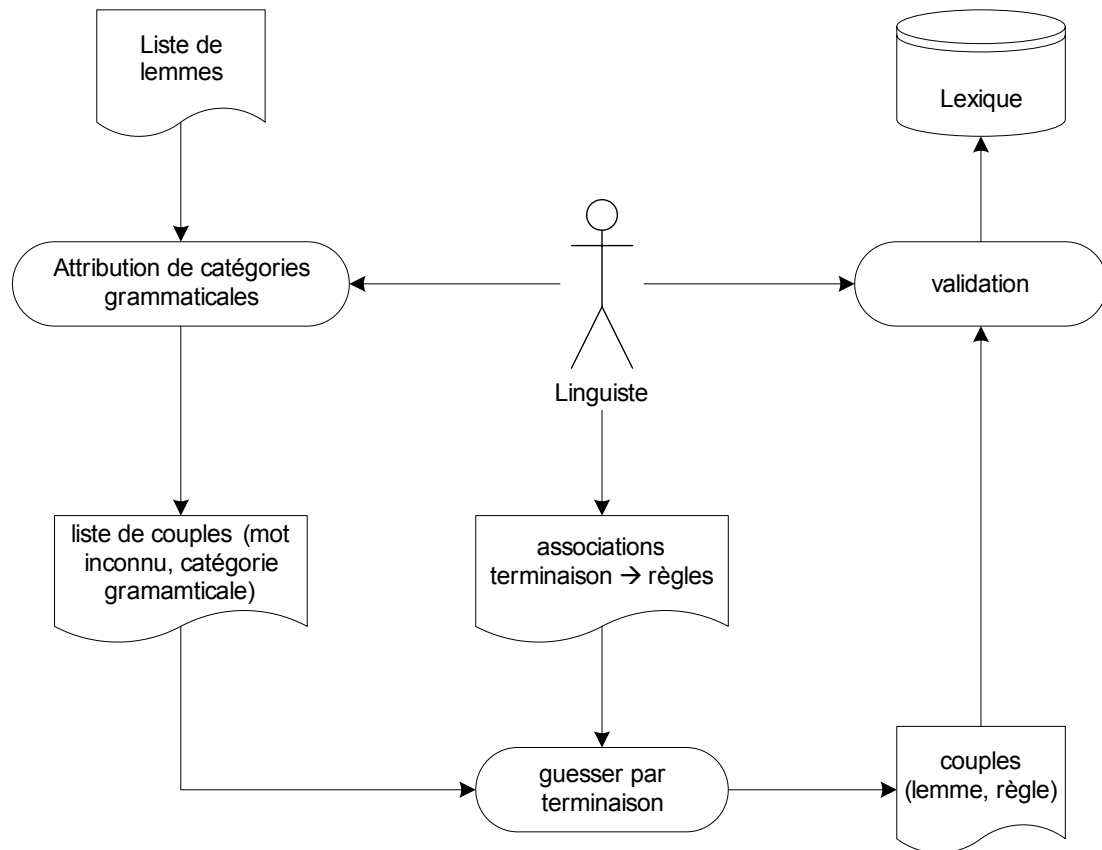 Liste de
lemmes
Lexique
Attribution de catégories
grammaticales
validation
Linguiste
liste de couples (mot
inconnu, catégorie
gramamticale)
associations
terminaison → règles
guesser par
terminaison
couples
(lemme, règle)